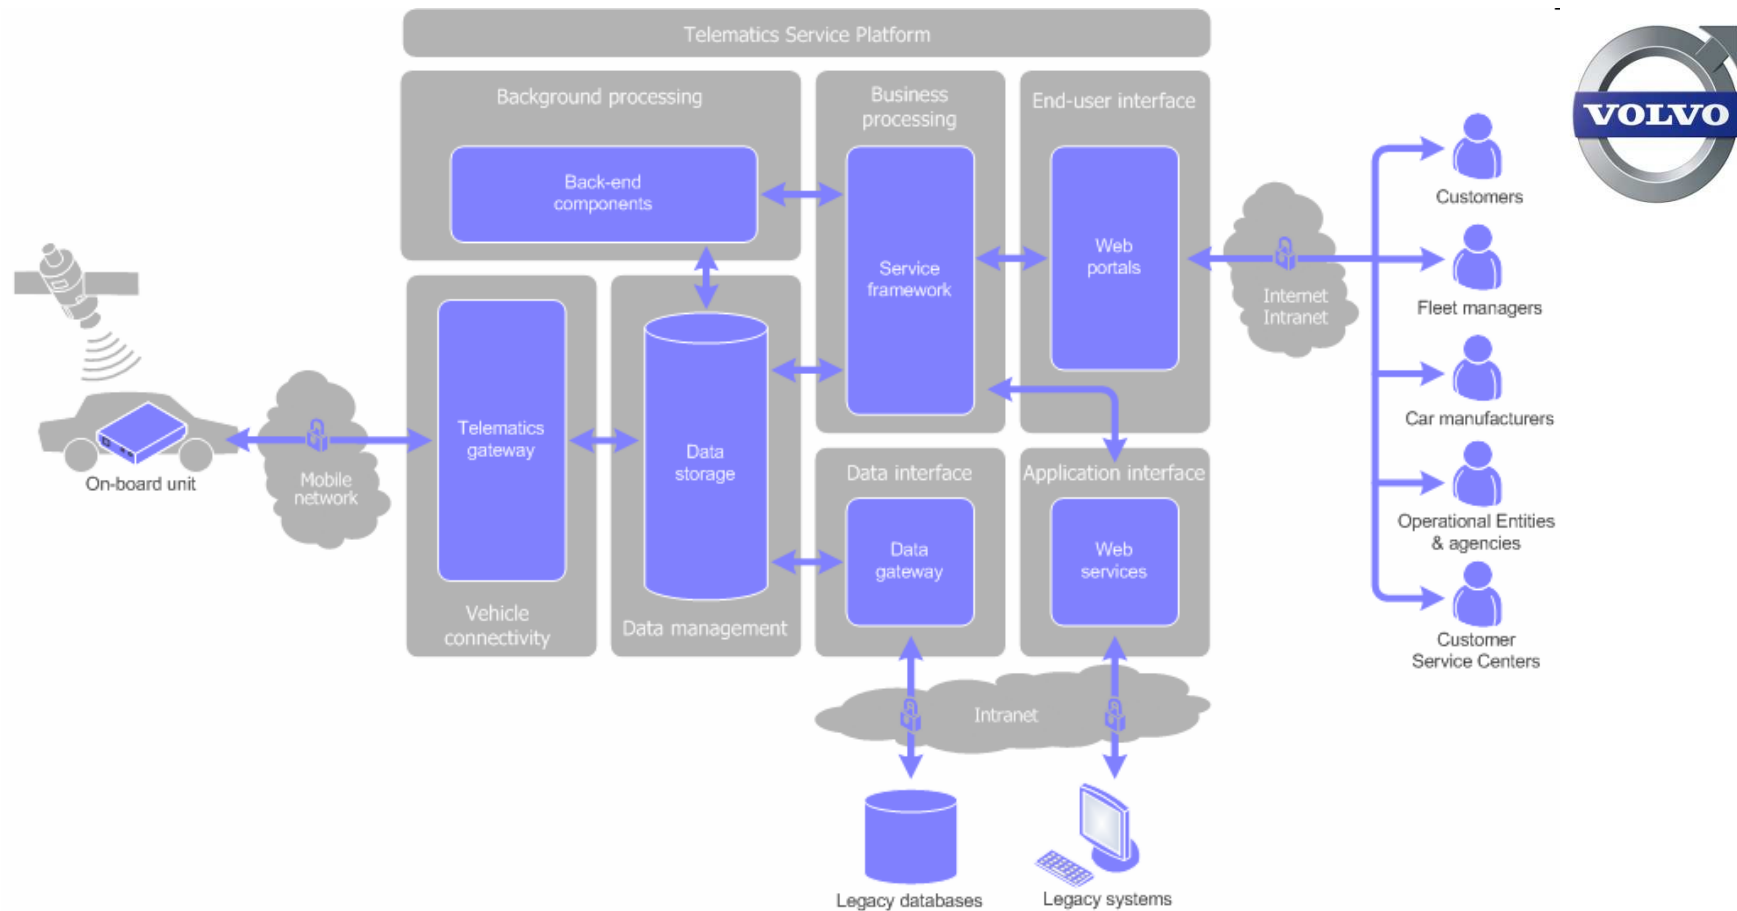 Telematics Service Platform
VOLVO
Background processing
Business
processing
End-user interface
Back-end
components
Customers
Service
framework
Web
portals
Internet
Intranet
Fleet managers
Telematics
gateway
Data
storage
Car manufacturers
On-board unit
Mobile
network
Data interface
Application interface
Operational Entities
& agencies
Data
gateway
Web
services
Vehicle
connectivity
Data management
Customer
Service Centers
Intranet
Legacy databases
Legacy systems